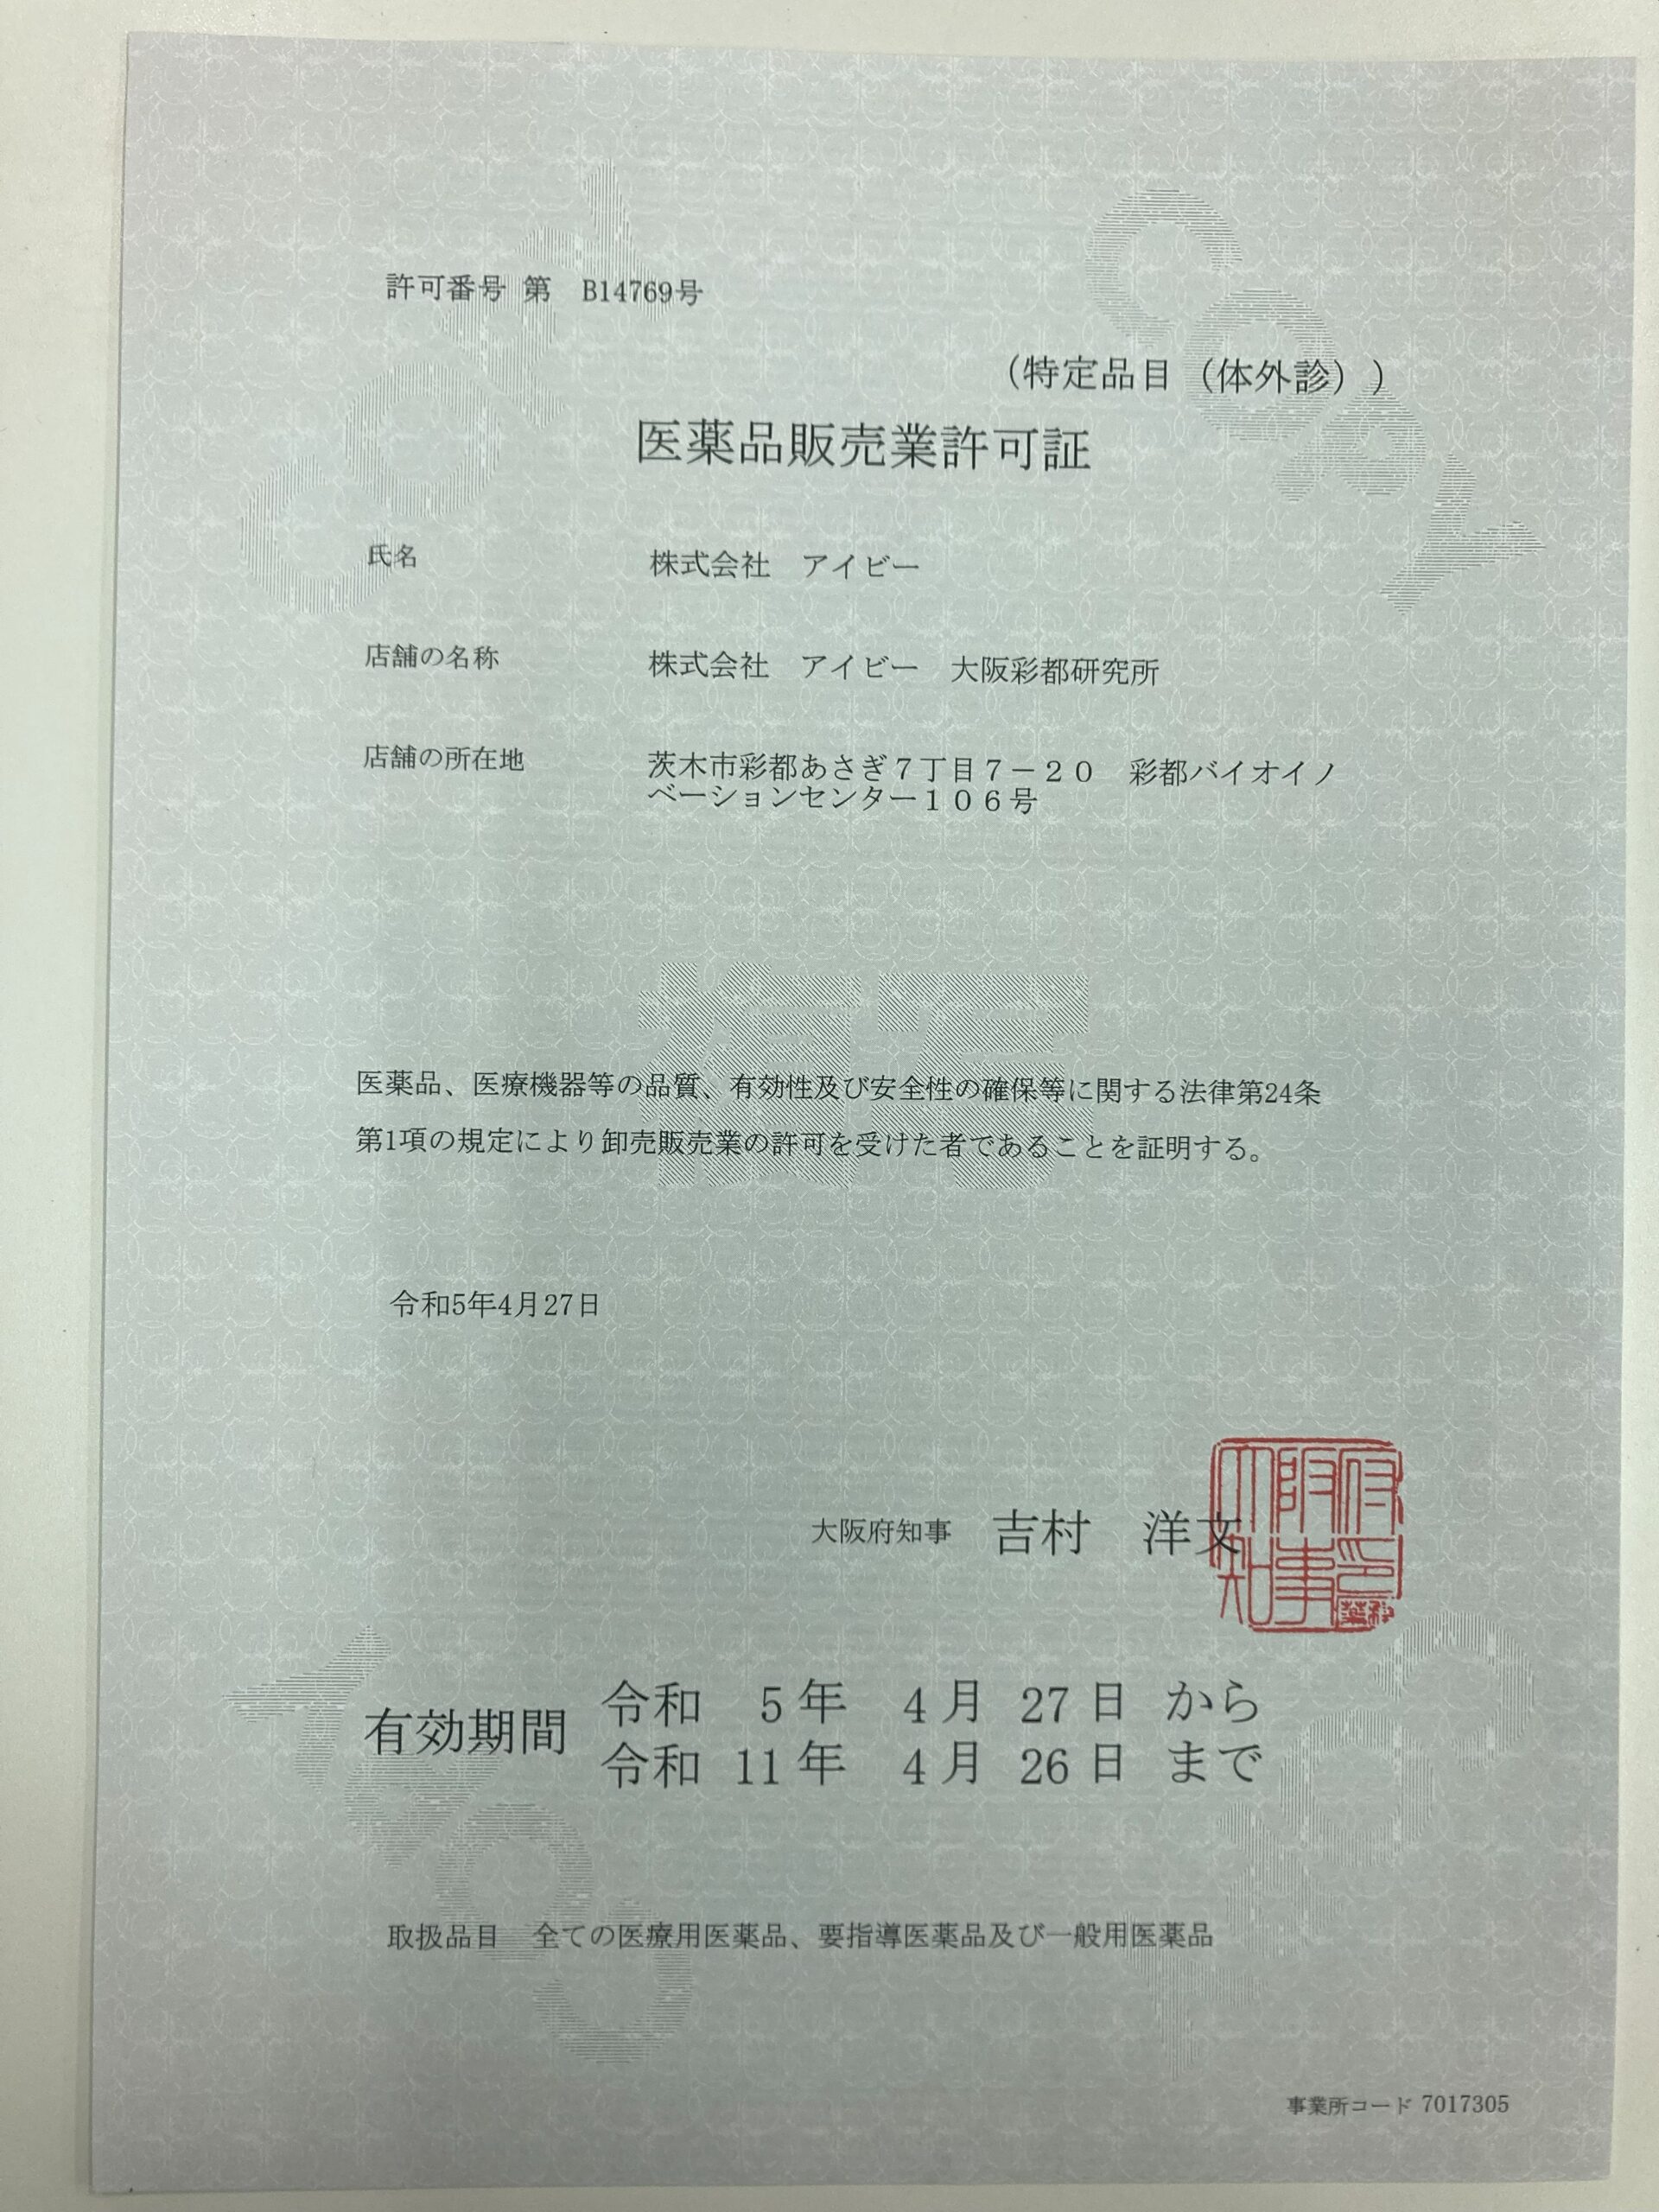 許可番号 第　B14769号
（特定品目（体外診））
医薬品販売業許可証
氏名　株式会社　アイビー
店舗の名称　株式会社　アイビー　大阪彩都研究所
店舗の所在地　茨木市彩都あさぎ７丁目７－２０　彩都バイオイノ
ベーションセンター１０６号
複写
医薬品、医療機器等の品質、有効性及び安全性の確保等に関する法律第24条
第1項の規定により卸売販売業の許可を受けた者であることを証明する。
令和5年4月27日
大阪府知事　吉村　洋文
大阪府知事印
有効期間　令和　5年　4月　27日　から
令和　11年　4月　26日　まで
取扱品目　全ての医療用医薬品、要指導医薬品及び一般用医薬品
事業所コード 7017305
COPY
COPY
COPY
COPY